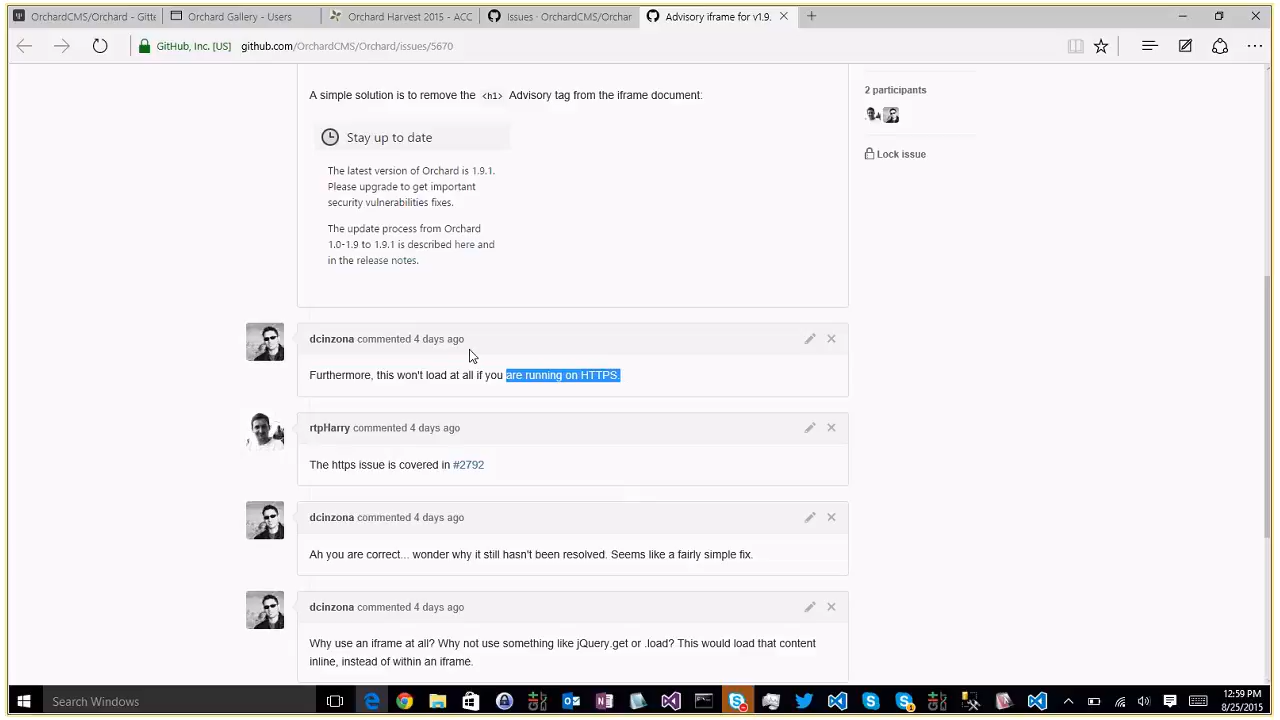 OrchardCMS/Orchard - Gitte
Orchard Gallery - Users
Orchard Harvest 2015 - ACC
Issues · OrchardCMS/Orchar
Advisory iframe for v1.9.
GitHub, Inc. [US] github.com/OrchardCMS/Orchard/issues/5670
A simple solution is to remove the <h1> Advisory tag from the iframe document:
2 participants
Lock issue
Stay up to date
The latest version of Orchard is 1.9.1.
Please upgrade to get important
security vulnerabilities fixes.
The update process from Orchard
1.0-1.9 to 1.9.1 is described here and
in the release notes.
dcinzona commented 4 days ago
Furthermore, this won't load at all if you are running on HTTPS.
rtpHarry commented 4 days ago
The https issue is covered in #2792
dcinzona commented 4 days ago
Ah you are correct... wonder why it still hasn't been resolved. Seems like a fairly simple fix.
dcinzona commented 4 days ago
Why use an iframe at all? Why not use something like jQuery.get or .load? This would load that content
inline, instead of within an iframe.
Search Windows
12:59 PM
8/25/2015